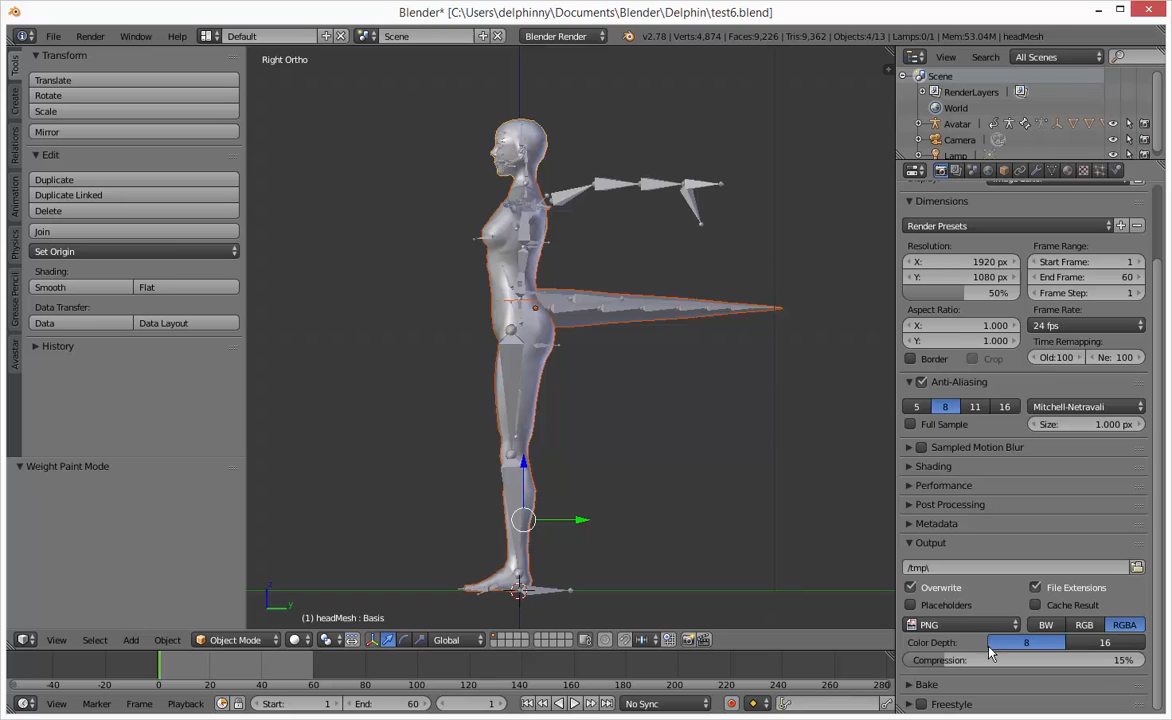 Blender* [C:\Users\delphinny\Documents\Blender\Delphin\test6.blend]
File Render Window Help Default Scene Blender Render v2.78 | Verts:4,874 | Faces:9,226 | Tris:9,362 | Objects:4/13 | Lamps:0/1 | Mem:53.04M | headMesh
Tools
Create
Relations
Animation
Physics
Grease Pencil
Avastar
Transform
Translate
Rotate
Scale
Mirror
Edit
Duplicate
Duplicate Linked
Delete
Join
Set Origin
Shading:
Smooth Flat
Data Transfer:
Data Data Layout
History
Weight Paint Mode
Right Ortho
z
y
(1) headMesh : Basis
View Select Add Object Object Mode Global
-40 -20 0 20 40 60 80 100 120 140 160 180 200 220 240 260 280
View Marker Frame Playback Start: 1 End: 60 1 No Sync
View Search All Scenes
Scene
RenderLayers
World
Avatar
Camera
Lamp
Dimensions
Render Presets
Resolution: Frame Range:
X: 1920 px Start Frame: 1
Y: 1080 px End Frame: 60
50% Frame Step: 1
Aspect Ratio: Frame Rate:
X: 1.000 24 fps
Y: 1.000 Time Remapping:
Border Crop Old:100 Ne: 100
Anti-Aliasing
5 8 11 16 Mitchell-Netravali
Full Sample Size: 1.000 px
Sampled Motion Blur
Shading
Performance
Post Processing
Metadata
Output
/tmp\
Overwrite File Extensions
Placeholders Cache Result
PNG BW RGB RGBA
Color Depth: 8 16
Compression: 15%
Bake
Freestyle